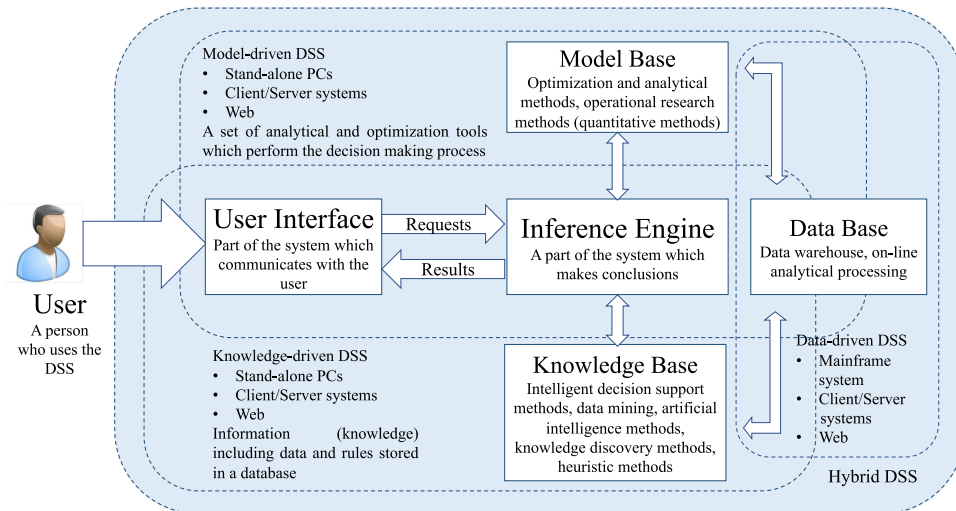 Model-driven DSS
• Stand-alone PCs
• Client/Server systems
• Web
A set of analytical and optimization tools
which perform the decision making process
Model Base
Optimization and analytical
methods, operational research
methods (quantitative methods)
User
A person
who uses the
DSS
User Interface
Part of the system which
communicates with the
user
Requests
Results
Inference Engine
A part of the system which
makes conclusions
Data Base
Data warehouse, on-line
analytical processing
Knowledge-driven DSS
• Stand-alone PCs
• Client/Server systems
• Web
Information (knowledge)
including data and rules stored
in a database
Knowledge Base
Intelligent decision support
methods, data mining, artificial
intelligence methods,
knowledge discovery methods,
heuristic methods
Data-driven DSS
• Mainframe
system
• Client/Server
systems
• Web
Hybrid DSS